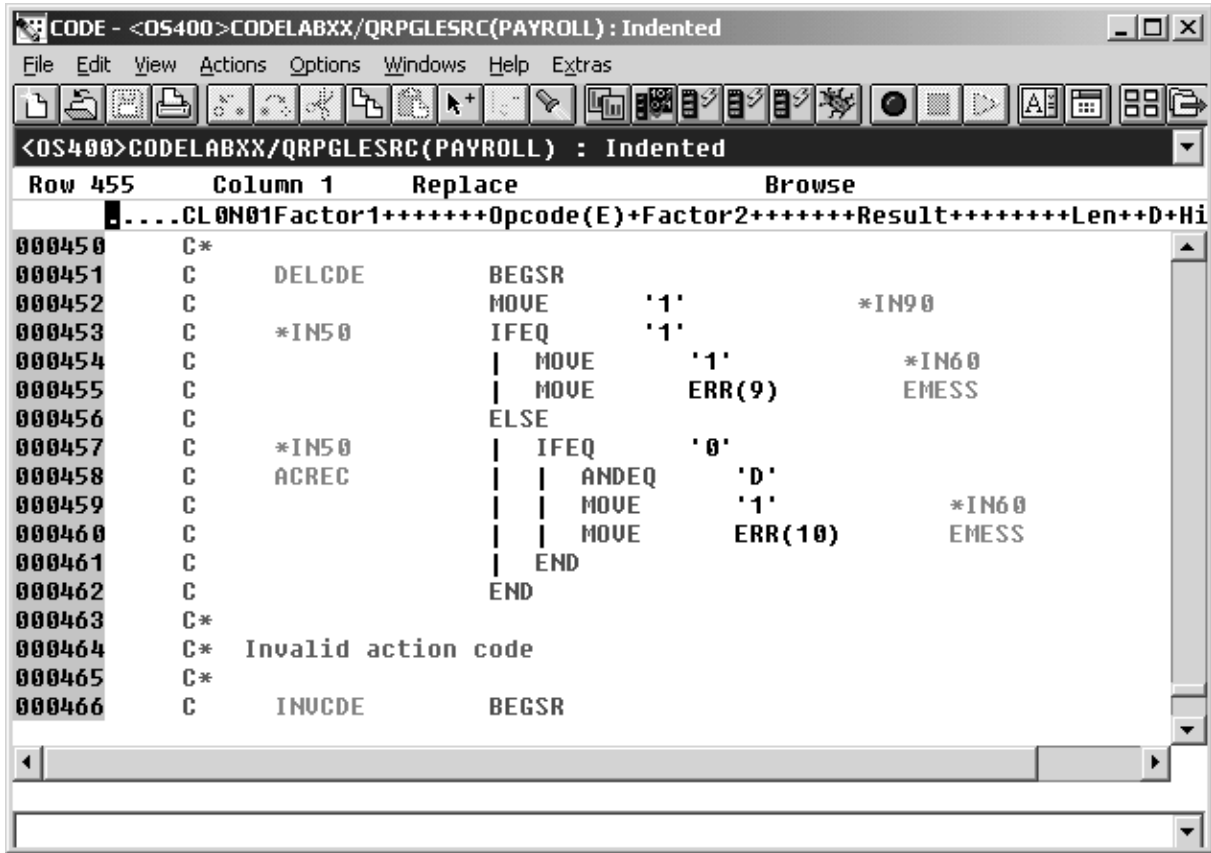 CODE - <OS400>CODELABXX/QRPGLESRC(PAYROLL) : Indented
File Edit View Actions Options Windows Help Extras
<OS400>CODELABXX/QRPGLESRC(PAYROLL) : Indented
Row 455 Column 1 Replace Browse
.....CL0N01Factor1+++++++Opcode(E)+Factor2+++++++Result++++++++Len++D+Hi
000450 C*
000451 C DELCDE BEGSR
000452 C MOVE '1' *IN90
000453 C *IN50 IFEQ '1'
000454 C | MOVE '1' *IN60
000455 C | MOVE ERR(9) EMESS
000456 C ELSE
000457 C *IN50 | IFEQ '0'
000458 C ACREC | | ANDEQ 'D'
000459 C | | MOVE '1' *IN60
000460 C | | MOVE ERR(10) EMESS
000461 C | END
000462 C END
000463 C*
000464 C* Invalid action code
000465 C*
000466 C INVCDE BEGSR